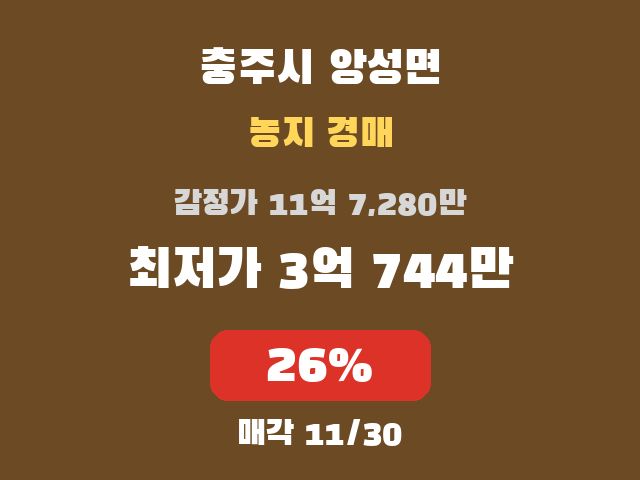 충주시 앙성면
농지 경매
감정가 11억 7,280만
최저가 3억 744만
26%
매각 11/30